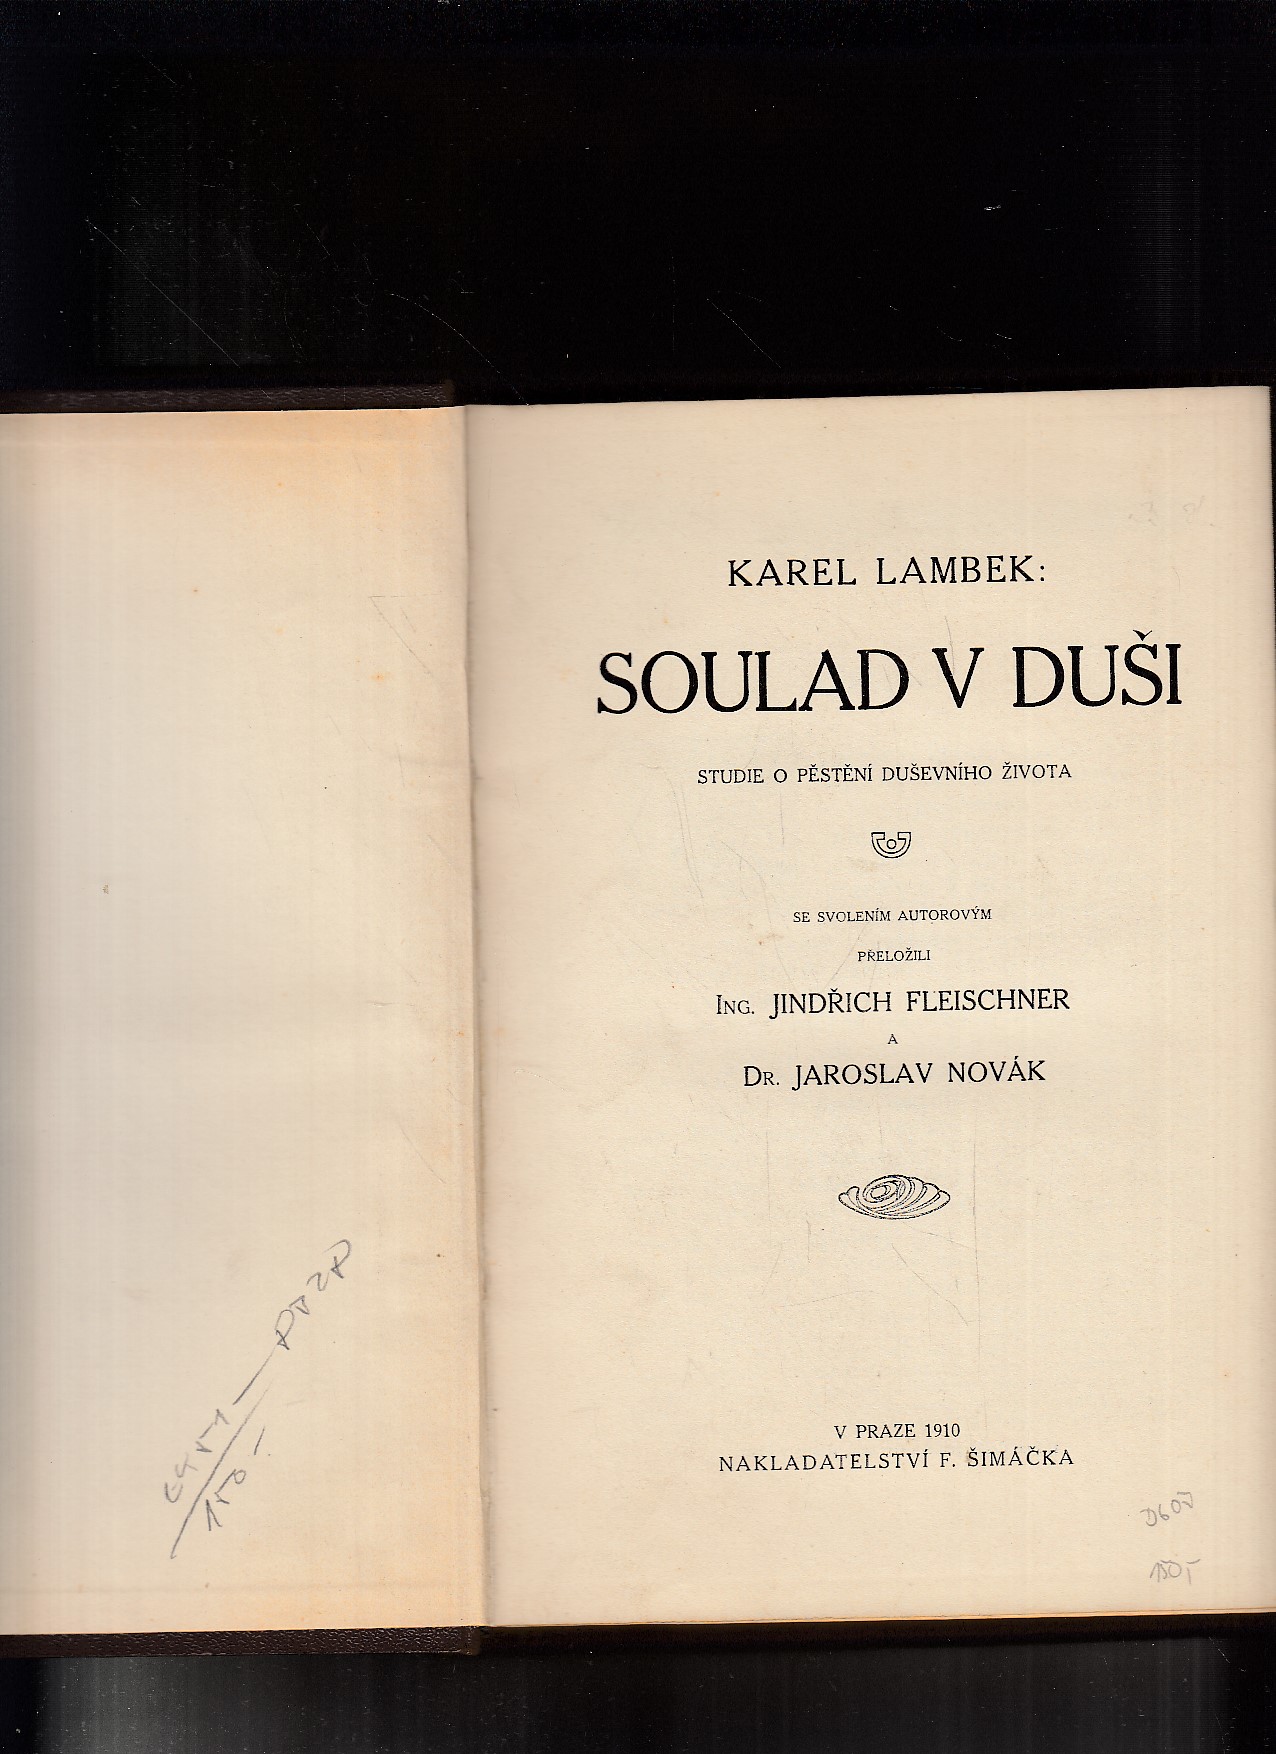 KAREL LAMBEK:
SOULAD V DUŠI
STUDIE O PĚSTĚNÍ DUŠEVNÍHO ŽIVOTA
SE SVOLENÍM AUTOROVÝM
PŘELOŽILI
ING. JINDŘICH FLEISCHNER
A
DR. JAROSLAV NOVÁK
V PRAZE 1910
NAKLADATELSTVÍ F. ŠIMÁČKA
150,-